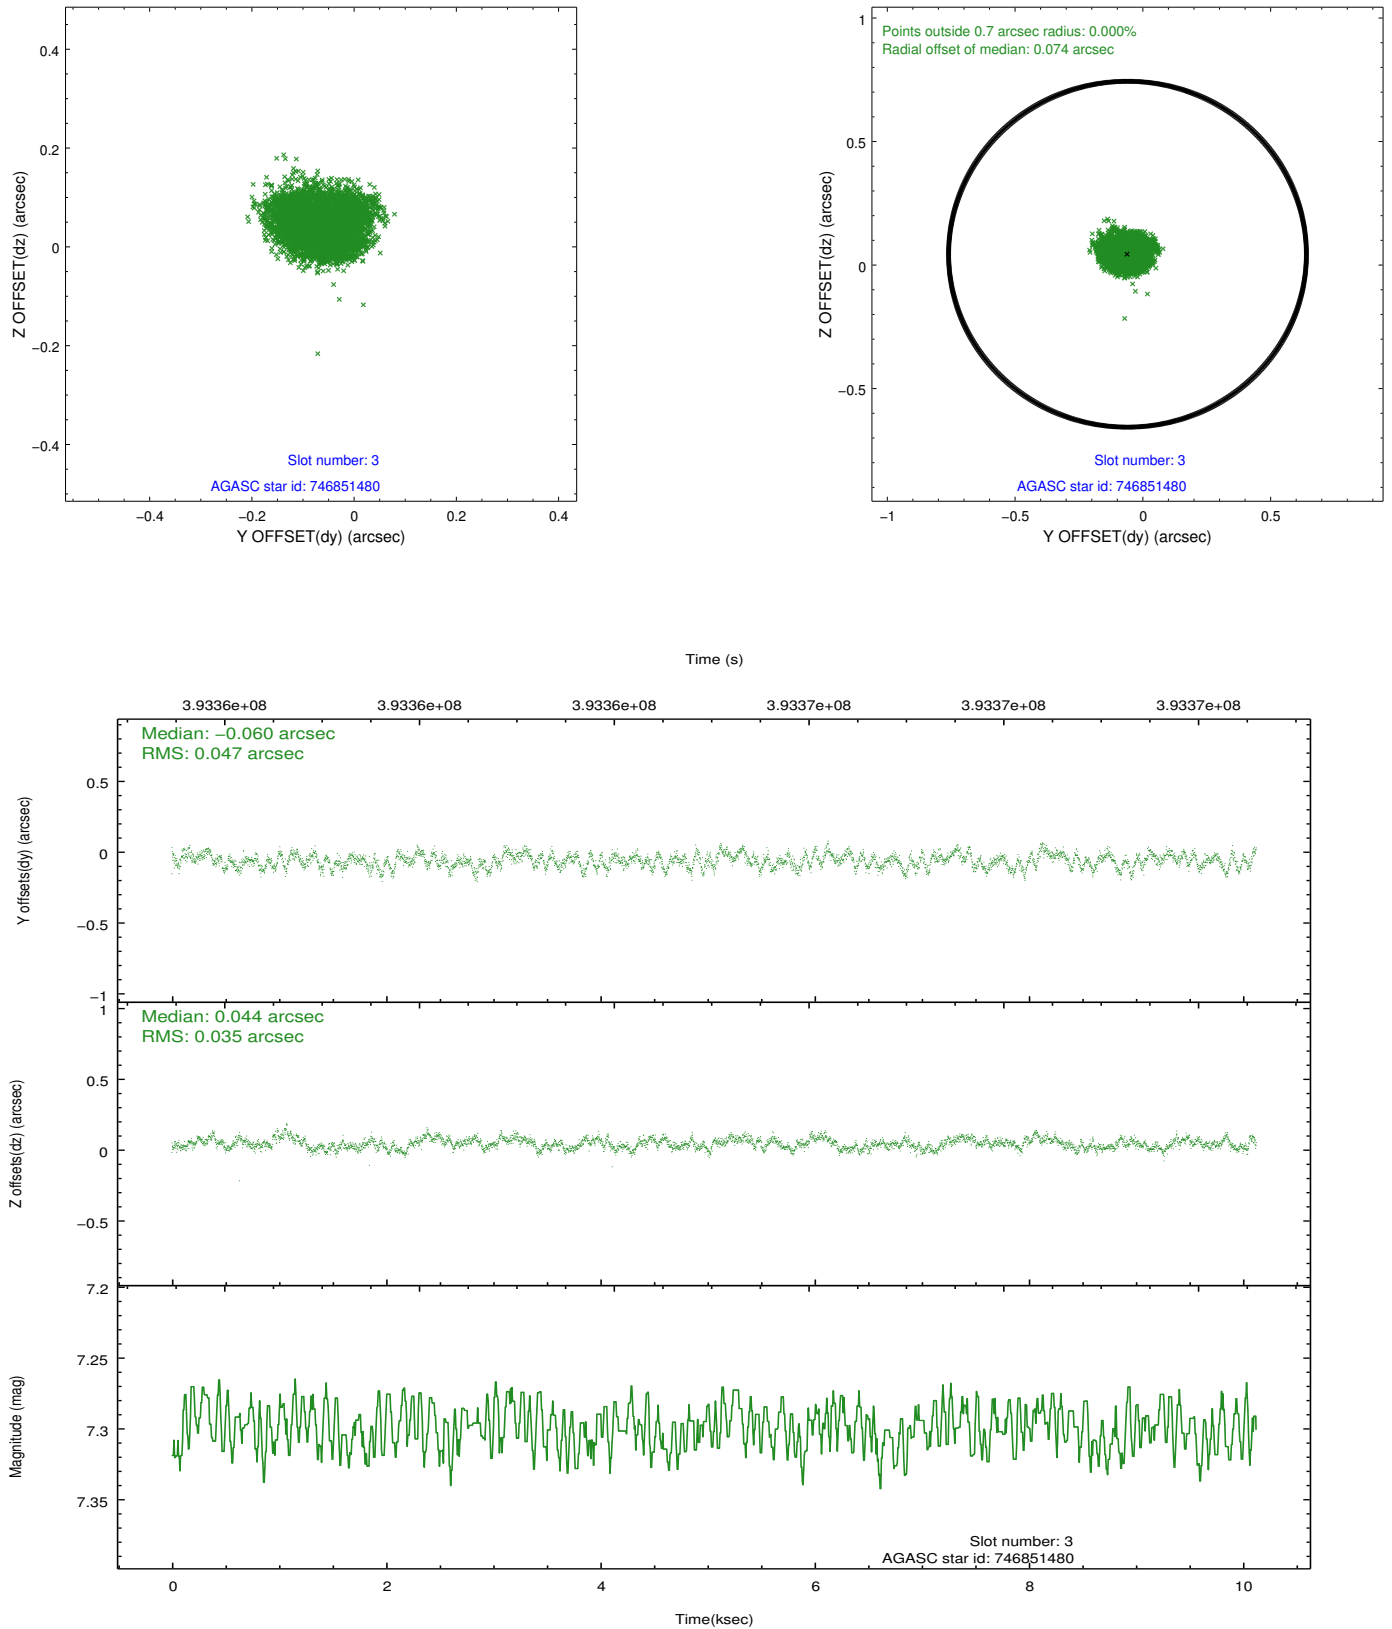 0.4
0.2
0
−0.2
−0.4
Z OFFSET(dz) (arcsec)
Slot number: 3
AGASC star id: 746851480
−0.4 −0.2 0 0.2 0.4
Y OFFSET(dy) (arcsec)
Points outside 0.7 arcsec radius: 0.000%
Radial offset of median: 0.074 arcsec
1
0.5
0
−0.5
Z OFFSET(dz) (arcsec)
Slot number: 3
AGASC star id: 746851480
−1 −0.5 0 0.5
Y OFFSET(dy) (arcsec)
Time (s)
3.9336e+08 3.9336e+08 3.9336e+08 3.9337e+08 3.9337e+08 3.9337e+08
Median: −0.060 arcsec
RMS: 0.047 arcsec
0.5
0
−0.5
−1
Y offsets(dy) (arcsec)
Median: 0.044 arcsec
RMS: 0.035 arcsec
1
0.5
0
−0.5
Z offsets(dz) (arcsec)
7.2
7.25
7.3
7.35
Magnitude (mag)
Slot number: 3
AGASC star id: 746851480
0 2 4 6 8 10
Time(ksec)